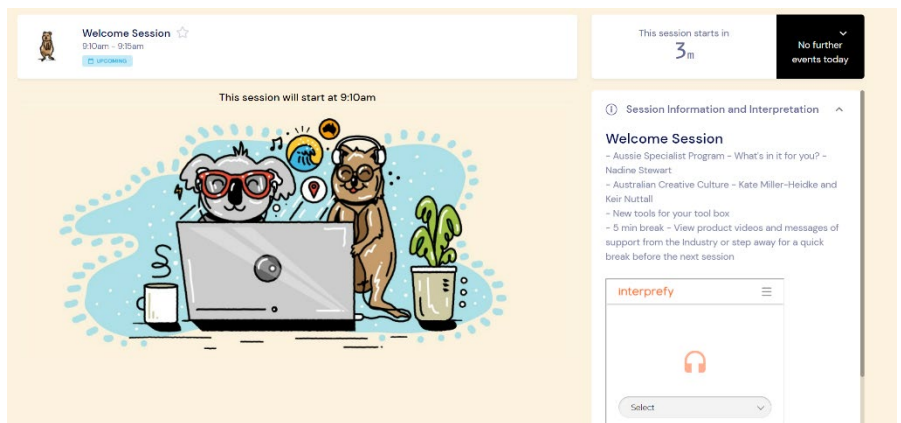 Welcome Session
9:10am - 9:15am
UPCOMING
This session will start at 9:10am
This session starts in
3m
No further
events today
Session Information and Interpretation
Welcome Session
- Aussie Specialist Program - What's in it for you? -
Nadine Stewart
- Australian Creative Culture - Kate Miller-Heidke and
Keir Nuttall
- New tools for your tool box
- 5 min break - View product videos and messages of
support from the Industry or step away for a quick
break before the next session
interprefy
Select